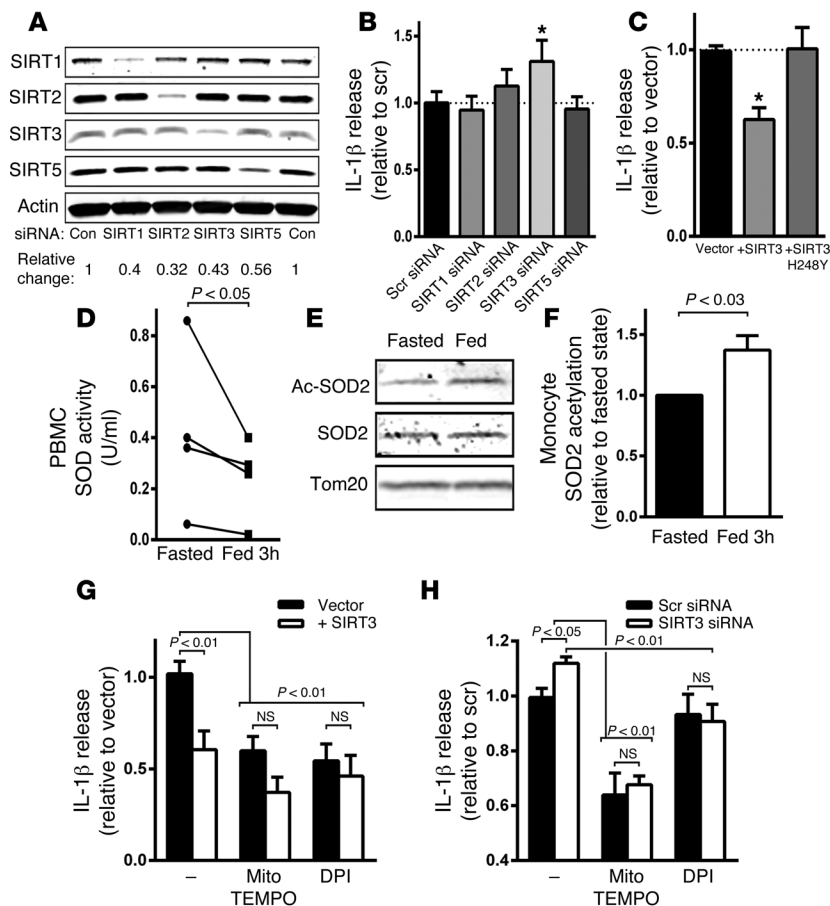 A
SIRT1
SIRT2
SIRT3
SIRT5
Actin
siRNA: Con SIRT1 SIRT2 SIRT3 SIRT5 Con
Relative
change: 1 0.4 0.32 0.43 0.56 1
B
IL-1β release
(relative to scr)
1.5
1.0
0.5
0.0
*
Scr siRNA
SIRT1 siRNA
SIRT2 siRNA
SIRT3 siRNA
SIRT5 siRNA
C
IL-1β release
(relative to vector)
1.0
0.5
0.0
*
Vector +SIRT3 +SIRT3
H248Y
D
P < 0.05
PBMC
SOD activity
(U/ml)
0.8
0.6
0.4
0.2
0.0
Fasted Fed 3h
E
Fasted Fed
Ac-SOD2
SOD2
Tom20
F
P < 0.03
Monocyte
SOD2 acetylation
(relative to fasted state)
1.5
1.0
1.5
0.0
Fasted Fed 3h
G
Vector
+ SIRT3
IL-1β release
(relative to vector)
1.0
0.5
0.0
P < 0.01
P < 0.01
NS
NS
– Mito DPI
TEMPO
H
Scr siRNA
SIRT3 siRNA
IL-1β release
(relative to scr)
1.2
1.0
0.8
0.6
0.4
P < 0.05
P < 0.01
P < 0.01
NS
NS
– Mito DPI
TEMPO